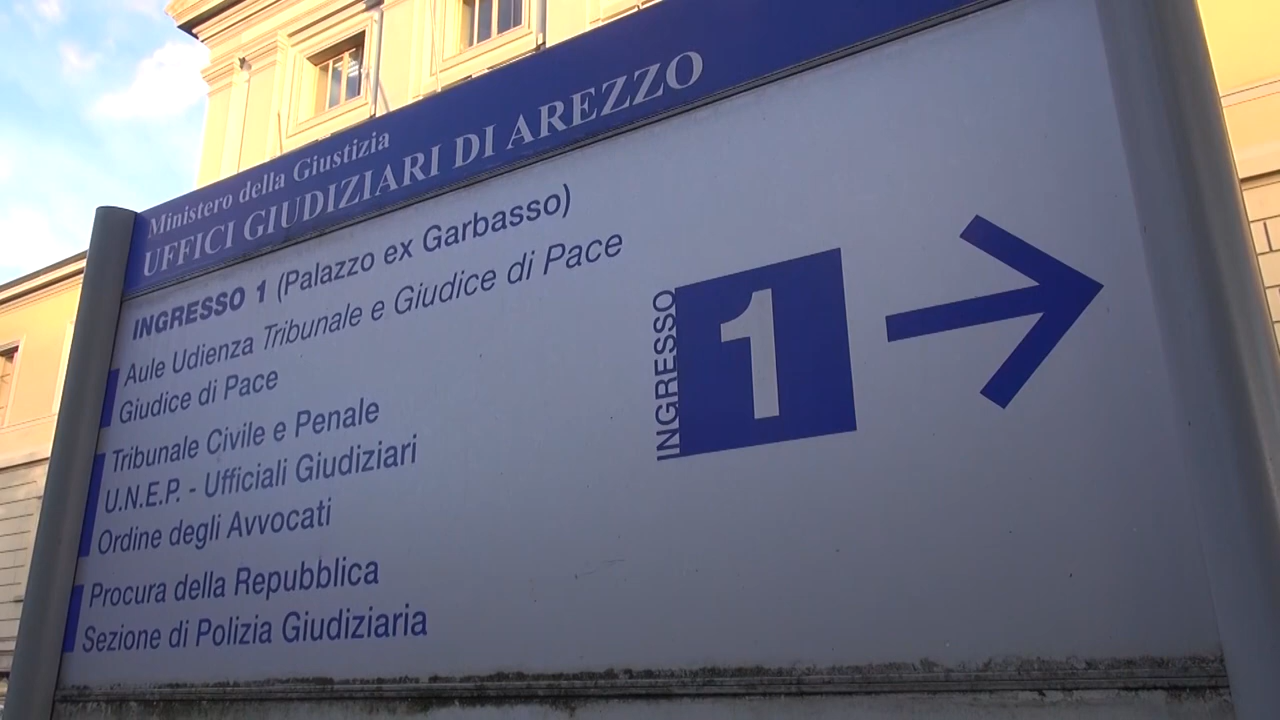 Ministero della Giustizia
UFFICI GIUDIZIARI DI AREZZO
INGRESSO 1 (Palazzo ex Garbasso)
Aule Udienza Tribunale e Giudice di Pace
Giudice di Pace
Tribunale Civile e Penale
U.N.E.P. - Ufficiali Giudiziari
Ordine degli Avvocati
Procura della Repubblica
Sezione di Polizia Giudiziaria
INGRESSO
1